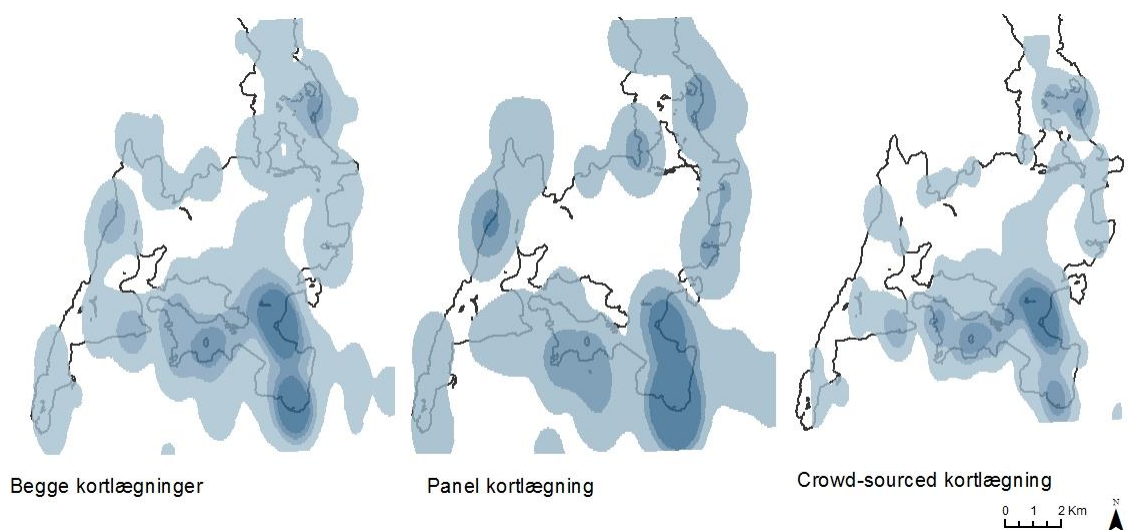 Begge kortlægninger
Panel kortlægning
Crowd-sourced kortlægning
0 1 2 Km
N